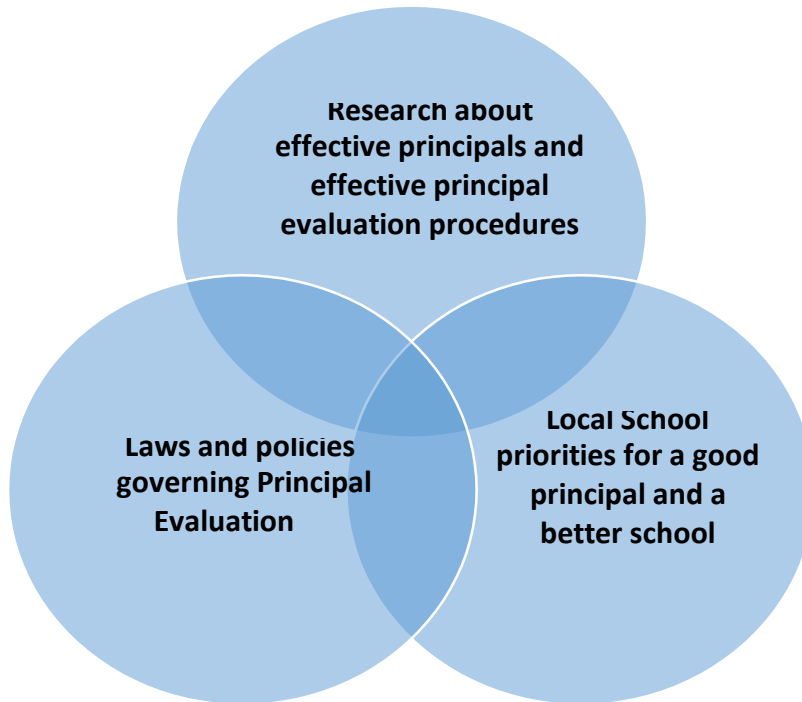 Research about
effective principals and
effective principal
evaluation procedures
Laws and policies
governing Principal
Evaluation
Local School
priorities for a good
principal and a
better school